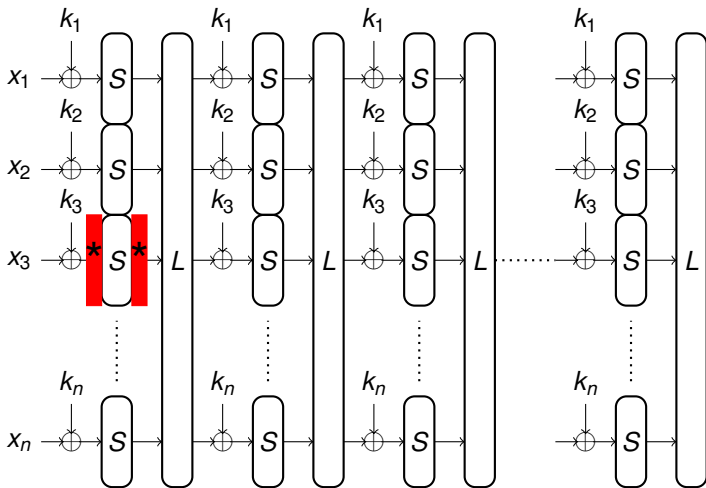 k1 k1 k1 k1
x1 S S S S
k2 k2 k2 k2
x2 S S S S
k3 k3 k3 k3
x3 * S * L S L S L S L
kn kn kn kn
xn S S S S